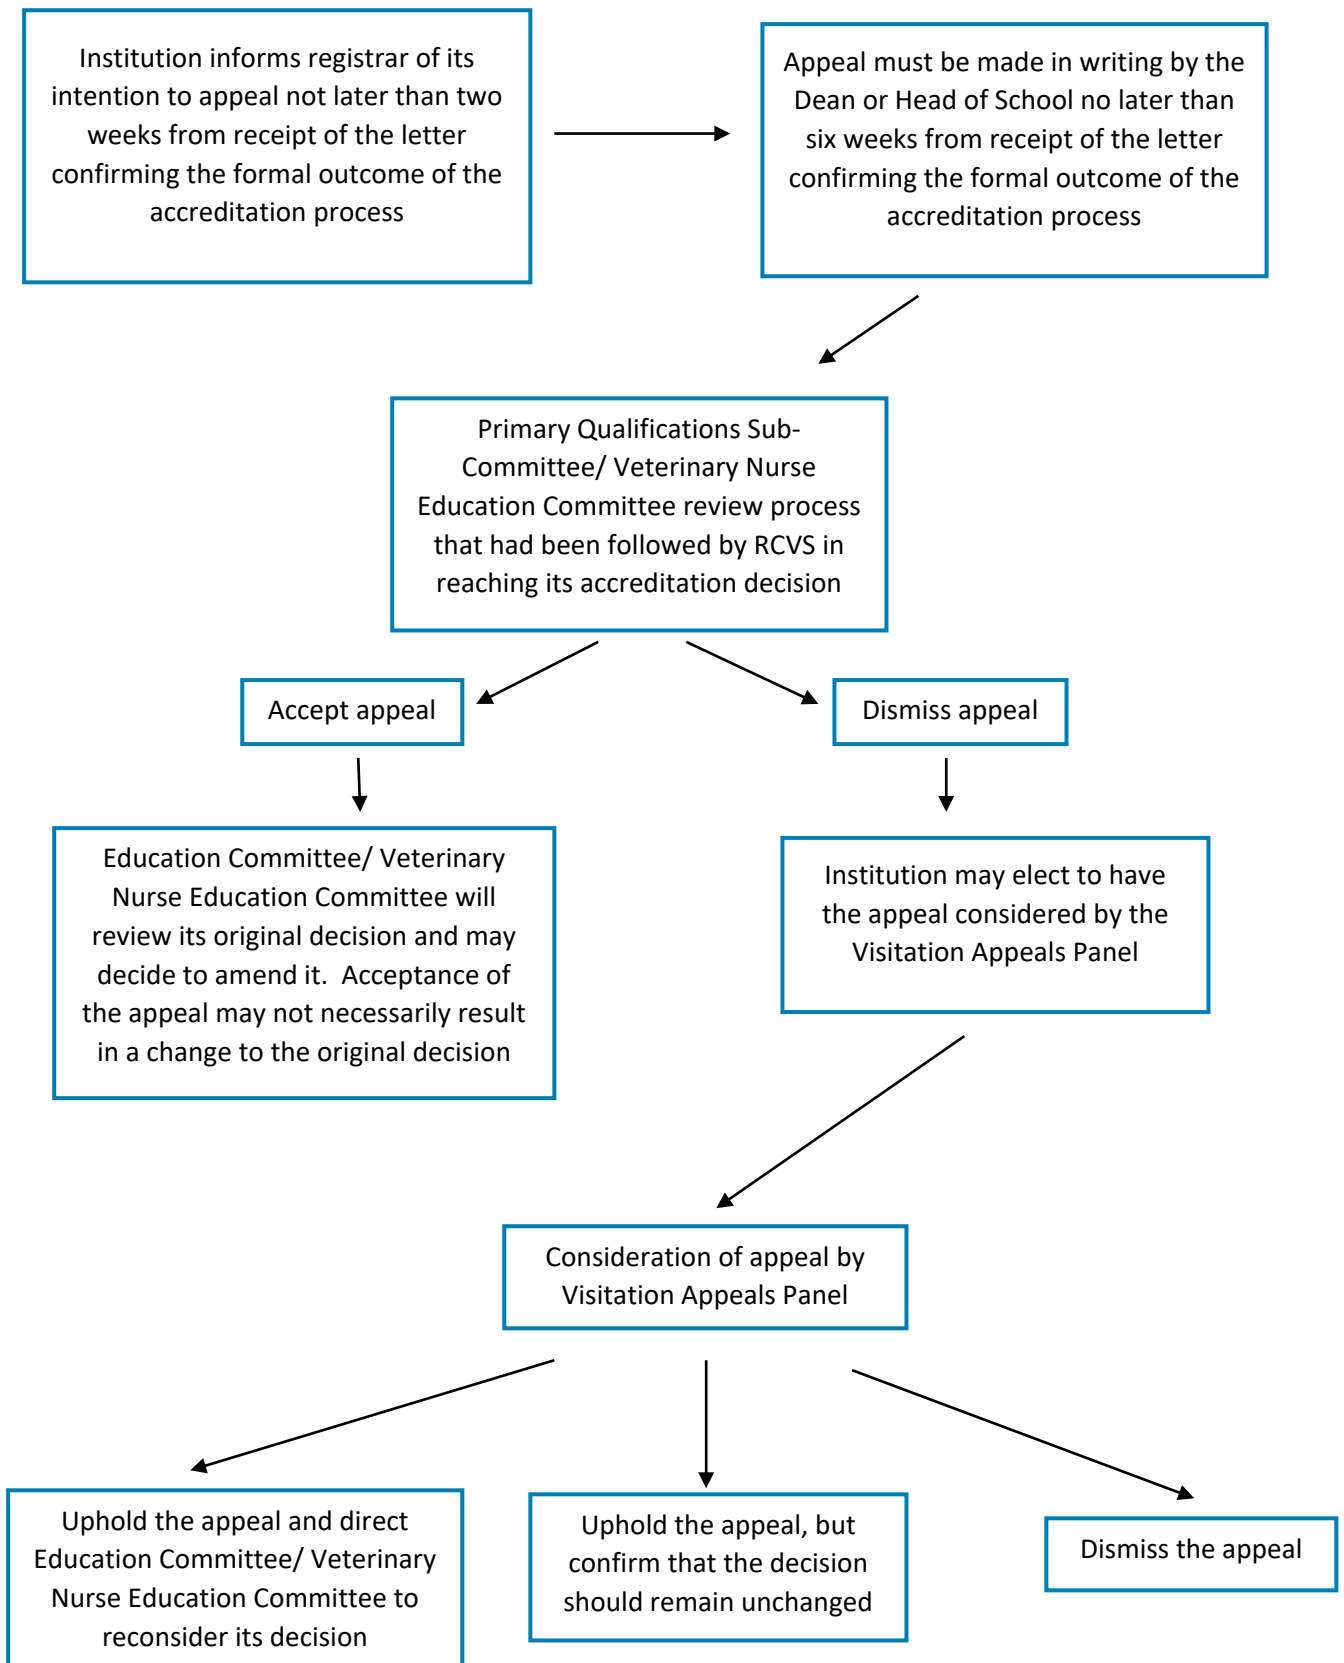 Institution informs registrar of its
intention to appeal not later than two
weeks from receipt of the letter
confirming the formal outcome of the
accreditation process
Appeal must be made in writing by the
Dean or Head of School no later than
six weeks from receipt of the letter
confirming the formal outcome of the
accreditation process
Primary Qualifications Sub-
Committee/ Veterinary Nurse
Education Committee review process
that had been followed by RCVS in
reaching its accreditation decision
Accept appeal
Dismiss appeal
Education Committee/ Veterinary
Nurse Education Committee will
review its original decision and may
decide to amend it.  Acceptance of
the appeal may not necessarily result
in a change to the original decision
Institution may elect to have
the appeal considered by the
Visitation Appeals Panel
Consideration of appeal by
Visitation Appeals Panel
Uphold the appeal and direct
Education Committee/ Veterinary
Nurse Education Committee to
reconsider its decision
Uphold the appeal, but
confirm that the decision
should remain unchanged
Dismiss the appeal